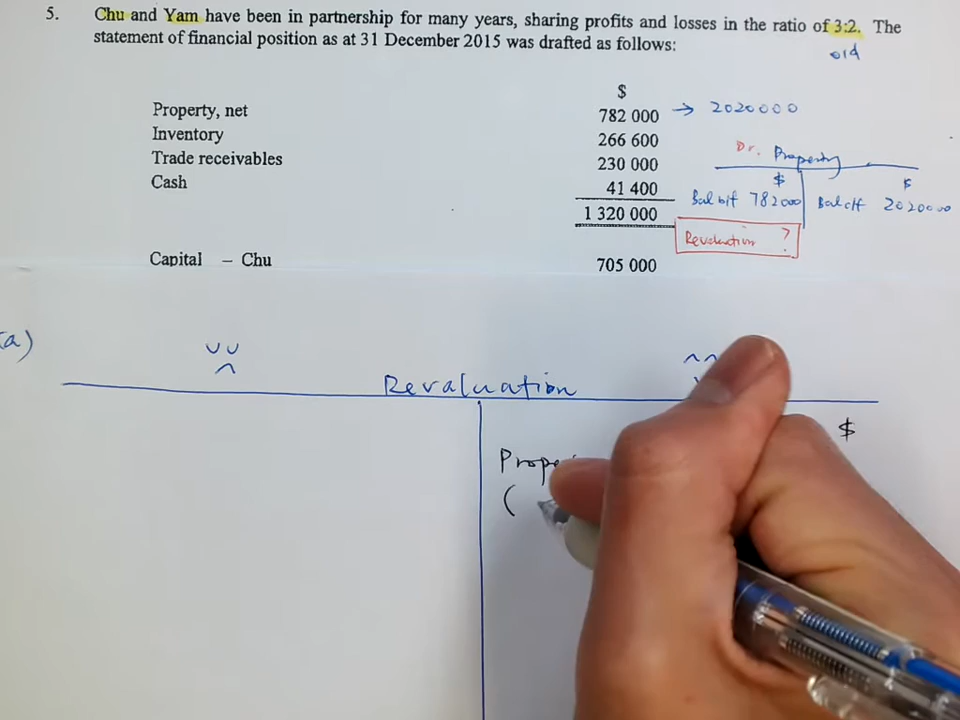 5. Chu and Yam have been in partnership for many years, sharing profits and losses in the ratio of 3:2. The
statement of financial position as at 31 December 2015 was drafted as follows:
old
$
Property, net 782 000 → 2020000
Inventory 266 600
Trade receivables 230 000
Cash 41 400
1 320 000
Capital – Chu 705 000
Dr. Property
$ $
Bal b/f 782000 Bal c/f 2020000
Revaluation ?
(a)
Revaluation
$
Prope
(